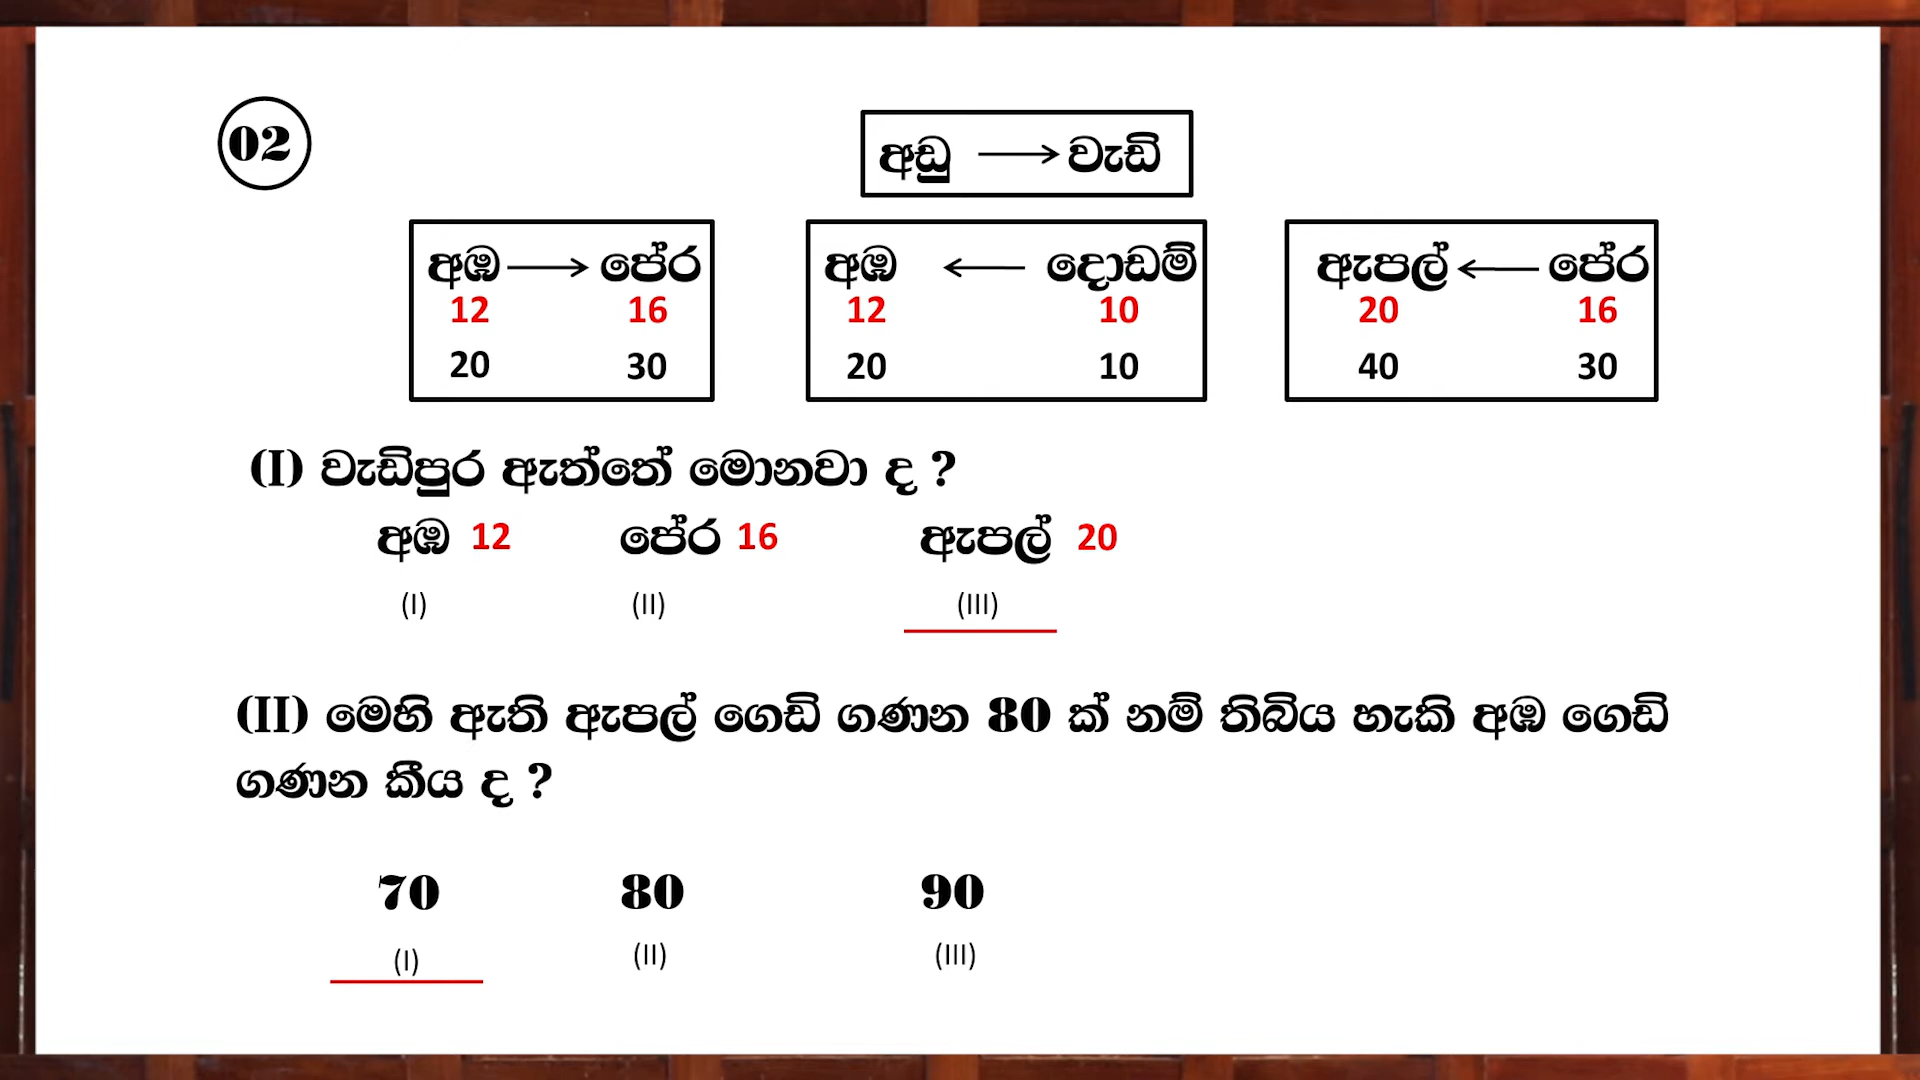 02
අඩු → වැඩි
අඹ → පේර
12 16
20 30
අඹ ← දොඩම්
12 10
20 10
ඇපල් ← පේර
20 16
40 30
(I) වැඩිපුර ඇත්තේ මොනවා ද ?
අඹ 12 පේර 16 ඇපල් 20
(I) (II) (III)
(II) මෙහි ඇති ඇපල් ගෙඩි ගණන 80 ක් නම් තිබිය හැකි අඹ ගෙඩි
ගණන කීය ද ?
70 80 90
(I) (II) (III)